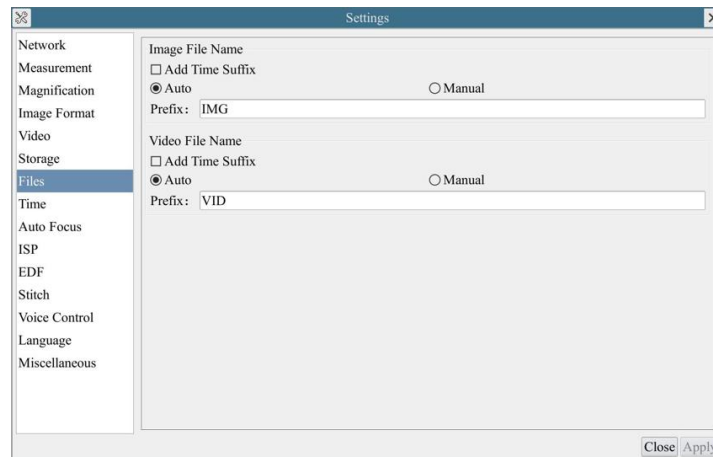 Settings
Network
Measurement
Magnification
Image Format
Video
Storage
Files
Time
Auto Focus
ISP
EDF
Stitch
Voice Control
Language
Miscellaneous
Image File Name
Add Time Suffix
Auto Manual
Prefix: IMG
Video File Name
Add Time Suffix
Auto Manual
Prefix: VID
Close Apply